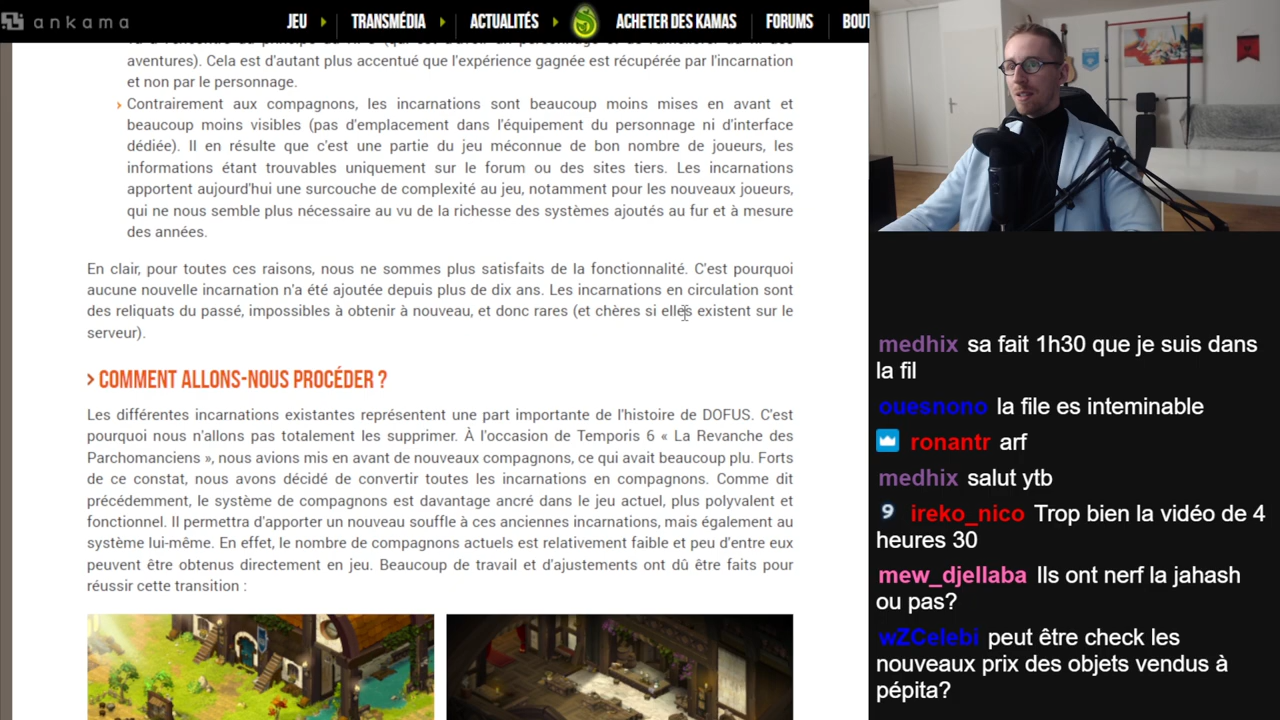 ankama
JEU
TRANSMÉDIA
ACTUALITÉS
ACHETER DES KAMAS
FORUMS
BOUT
aventures). Cela est d'autant plus accentué que l'expérience gagnée est récupérée par l'incarnation
et non par le personnage.
Contrairement aux compagnons, les incarnations sont beaucoup moins mises en avant et
beaucoup moins visibles (pas d'emplacement dans l'équipement du personnage ni d'interface
dédiée). Il en résulte que c'est une partie du jeu méconnue de bon nombre de joueurs, les
informations étant trouvables uniquement sur le forum ou des sites tiers. Les incarnations
apportent aujourd'hui une surcouche de complexité au jeu, notamment pour les nouveaux joueurs,
qui ne nous semble plus nécessaire au vu de la richesse des systèmes ajoutés au fur et à mesure
des années.
En clair, pour toutes ces raisons, nous ne sommes plus satisfaits de la fonctionnalité. C'est pourquoi
aucune nouvelle incarnation n'a été ajoutée depuis plus de dix ans. Les incarnations en circulation sont
des reliquats du passé, impossibles à obtenir à nouveau, et donc rares (et chères si elles existent sur le
serveur).
> COMMENT ALLONS-NOUS PROCÉDER ?
Les différentes incarnations existantes représentent une part importante de l'histoire de DOFUS. C'est
pourquoi nous n'allons pas totalement les supprimer. À l'occasion de Temporis 6 « La Revanche des
Parchomanciens », nous avions mis en avant de nouveaux compagnons, ce qui avait beaucoup plu. Forts
de ce constat, nous avons décidé de convertir toutes les incarnations en compagnons. Comme dit
précédemment, le système de compagnons est davantage ancré dans le jeu actuel, plus polyvalent et
fonctionnel. Il permettra d'apporter un nouveau souffle à ces anciennes incarnations, mais également au
système lui-même. En effet, le nombre de compagnons actuels est relativement faible et peu d'entre eux
peuvent être obtenus directement en jeu. Beaucoup de travail et d'ajustements ont dû être faits pour
réussir cette transition :
medhix sa fait 1h30 que je suis dans
la fil
ouesnono la file es inteminable
ronantr arf
medhix salut ytb
9 ireko_nico Trop bien la vidéo de 4
heures 30
mew_djellaba Ils ont nerf la jahash
ou pas?
wZCelebi peut être check les
nouveaux prix des objets vendus à
pépita?